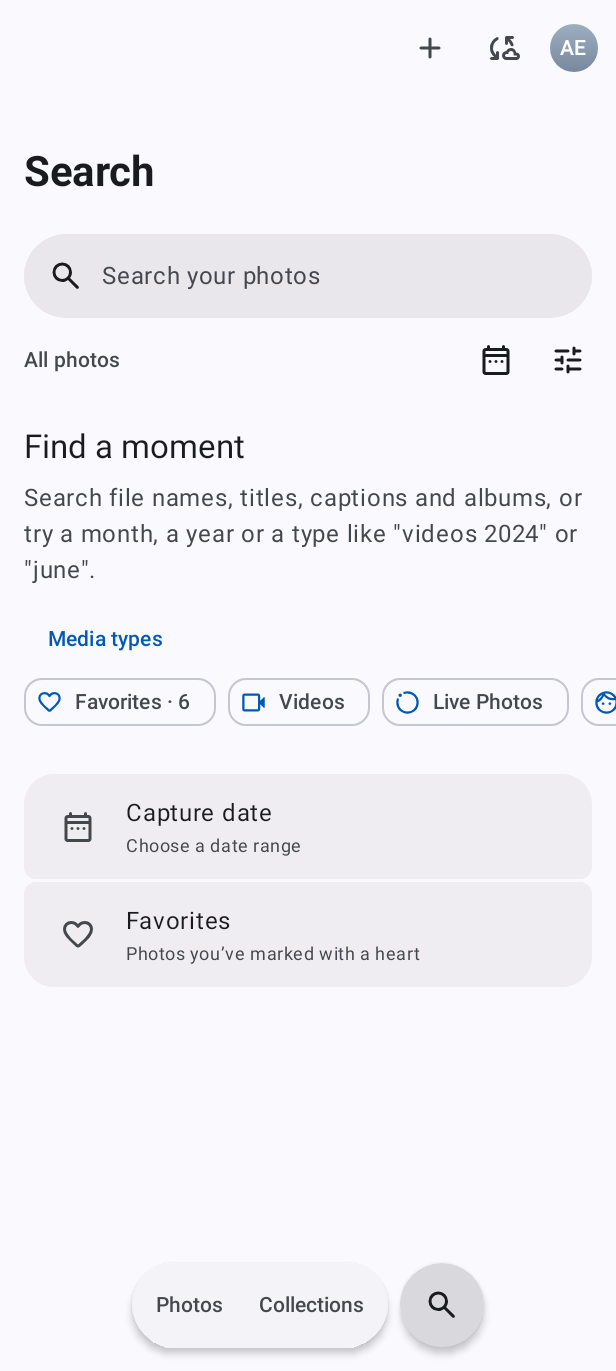 AE
Search
Search your photos
All photos
Find a moment
Search file names, titles, captions and albums, or
try a month, a year or a type like "videos 2024" or
"june".
Media types
Favorites · 6
Videos
Live Photos
Capture date
Choose a date range
Favorites
Photos you’ve marked with a heart
Photos
Collections